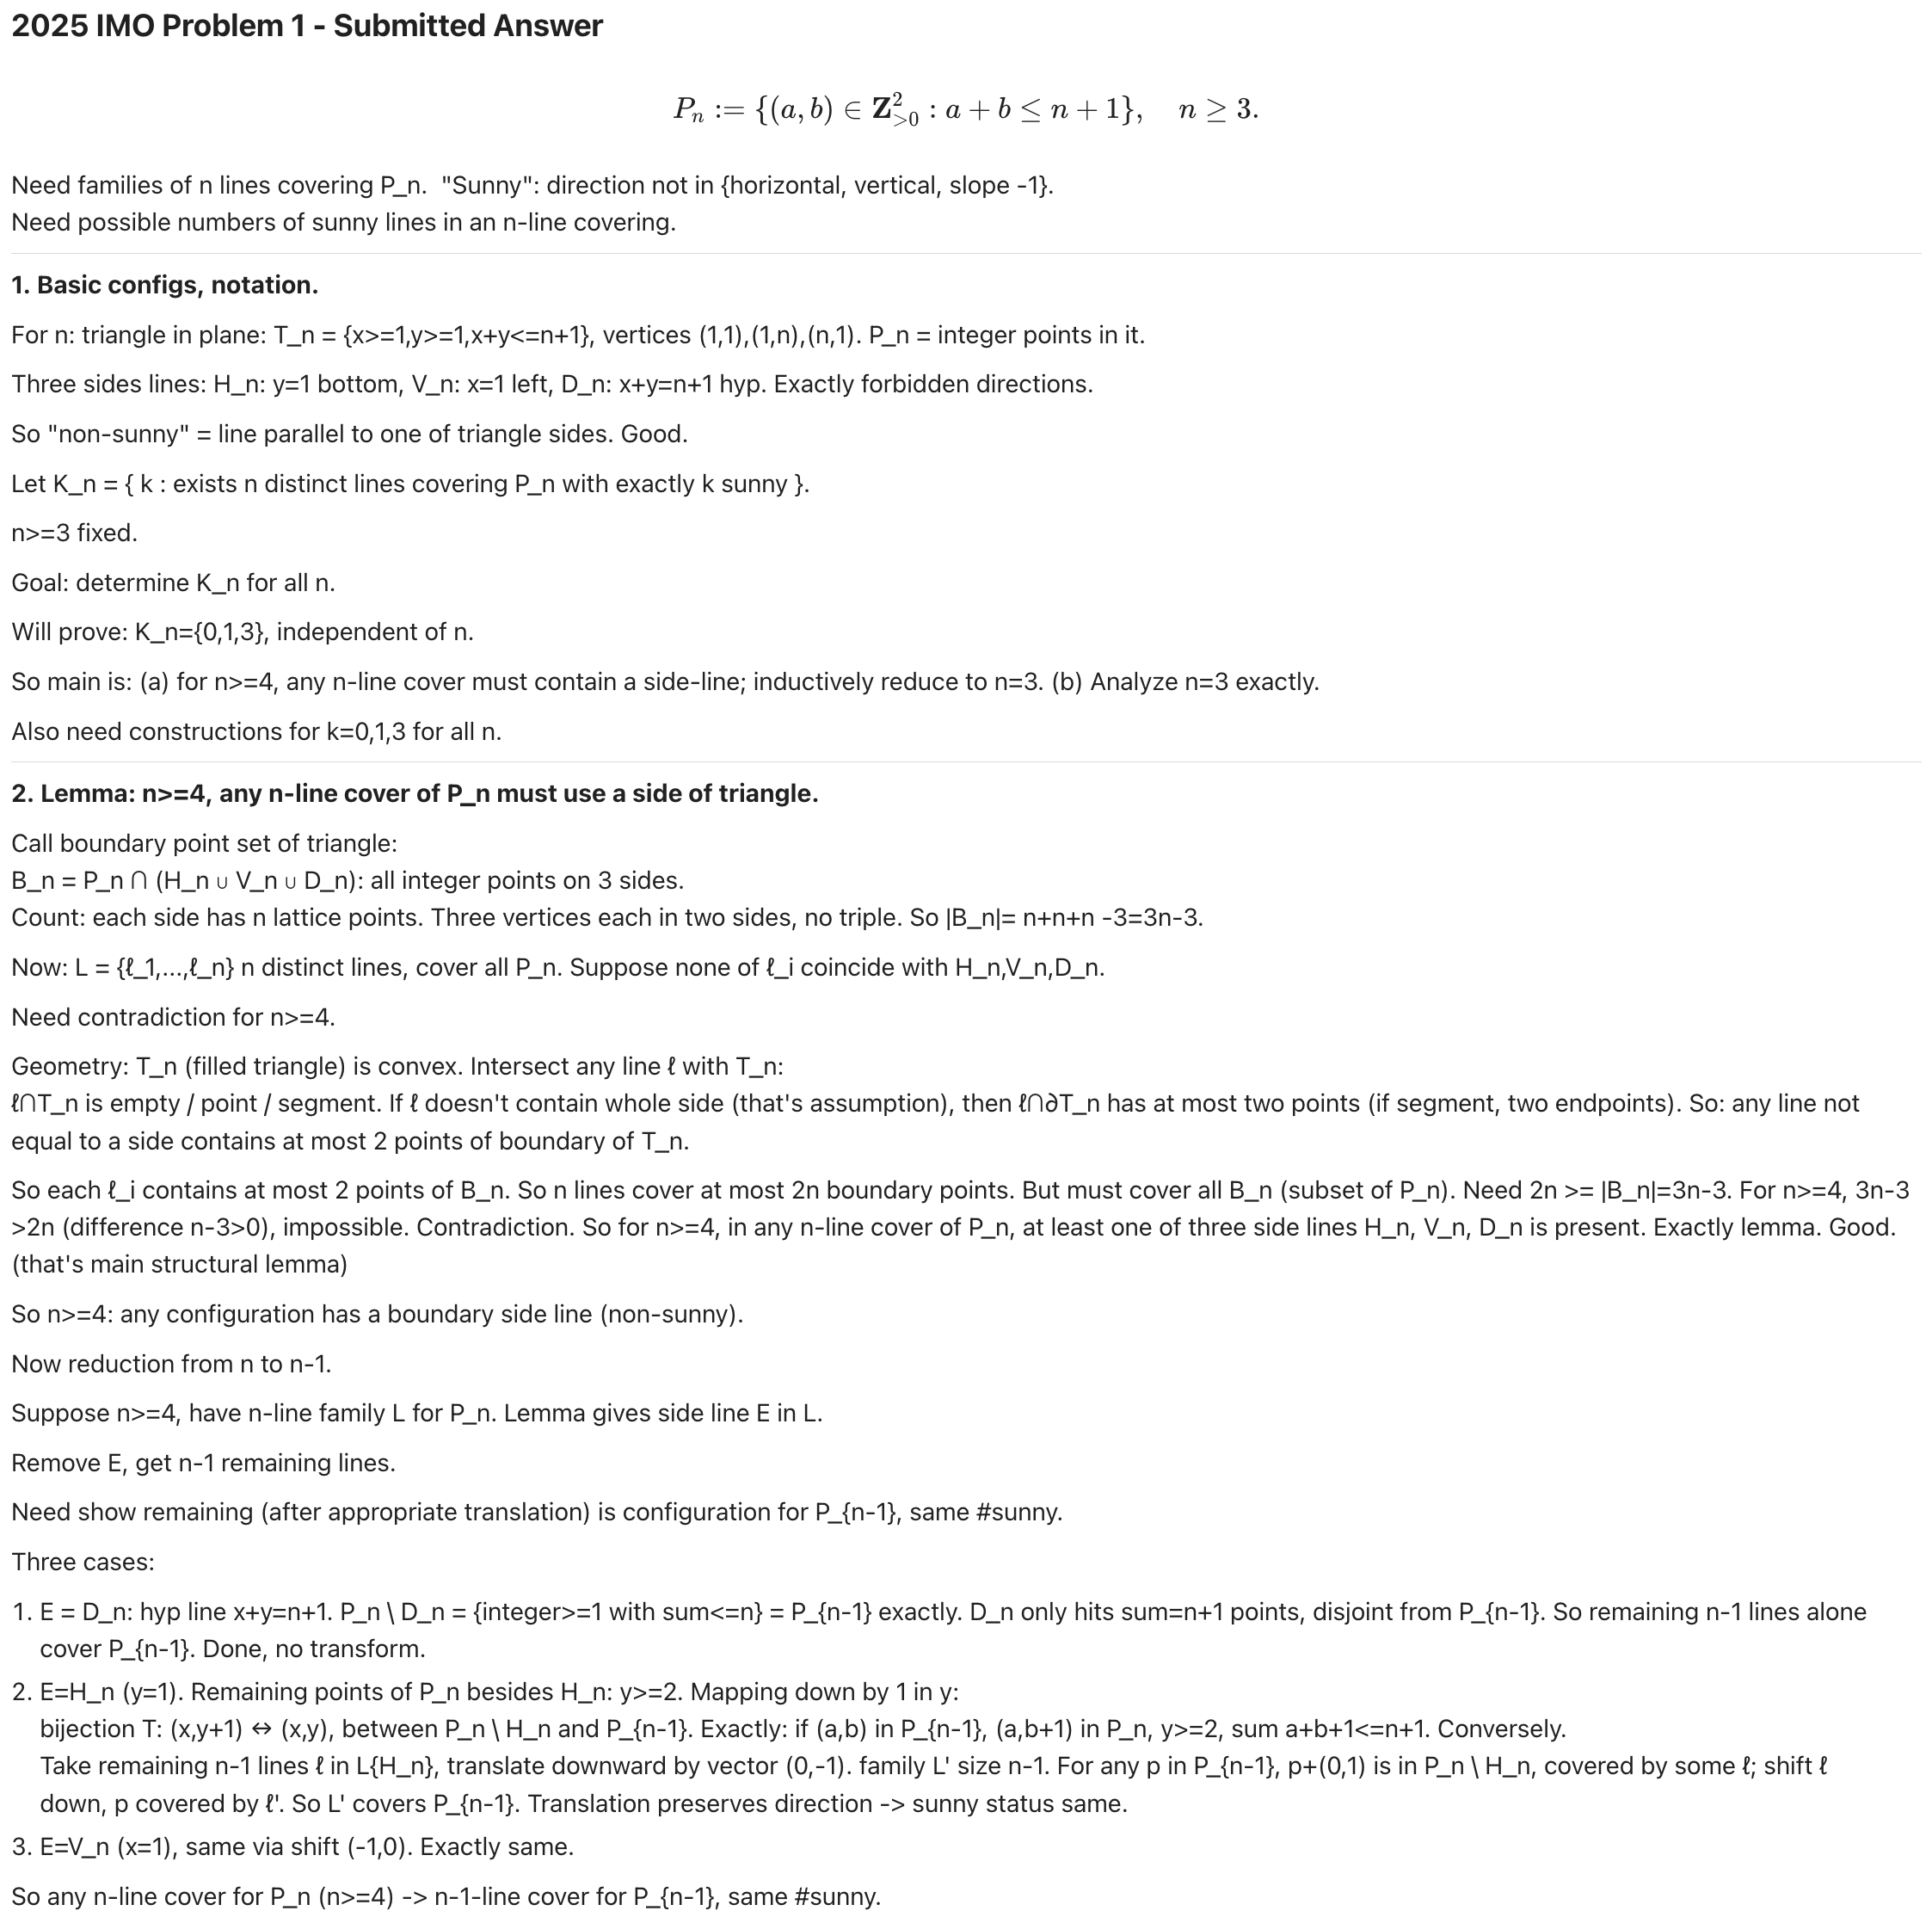 2025 IMO Problem 1 - Submitted Answer
P_n := {(a, b) ∈ Z²_{>0} : a + b ≤ n + 1},  n ≥ 3.
Need families of n lines covering P_n.  "Sunny": direction not in {horizontal, vertical, slope -1}.
Need possible numbers of sunny lines in an n-line covering.
1. Basic configs, notation.
For n: triangle in plane: T_n = {x>=1,y>=1,x+y<=n+1}, vertices (1,1),(1,n),(n,1). P_n = integer points in it.
Three sides lines: H_n: y=1 bottom, V_n: x=1 left, D_n: x+y=n+1 hyp. Exactly forbidden directions.
So "non-sunny" = line parallel to one of triangle sides. Good.
Let K_n = { k : exists n distinct lines covering P_n with exactly k sunny }.
n>=3 fixed.
Goal: determine K_n for all n.
Will prove: K_n={0,1,3}, independent of n.
So main is: (a) for n>=4, any n-line cover must contain a side-line; inductively reduce to n=3. (b) Analyze n=3 exactly.
Also need constructions for k=0,1,3 for all n.
2. Lemma: n>=4, any n-line cover of P_n must use a side of triangle.
Call boundary point set of triangle:
B_n = P_n ∩ (H_n ∪ V_n ∪ D_n): all integer points on 3 sides.
Count: each side has n lattice points. Three vertices each in two sides, no triple. So |B_n|= n+n+n -3=3n-3.
Now: L = {ℓ_1,...,ℓ_n} n distinct lines, cover all P_n. Suppose none of ℓ_i coincide with H_n,V_n,D_n.
Need contradiction for n>=4.
Geometry: T_n (filled triangle) is convex. Intersect any line ℓ with T_n:
ℓ∩T_n is empty / point / segment. If ℓ doesn't contain whole side (that's assumption), then ℓ∩∂T_n has at most two points (if segment, two endpoints). So: any line not
equal to a side contains at most 2 points of boundary of T_n.
So each ℓ_i contains at most 2 points of B_n. So n lines cover at most 2n boundary points. But must cover all B_n (subset of P_n). Need 2n >= |B_n|=3n-3. For n>=4, 3n-3
>2n (difference n-3>0), impossible. Contradiction. So for n>=4, in any n-line cover of P_n, at least one of three side lines H_n, V_n, D_n is present. Exactly lemma. Good.
(that's main structural lemma)
So n>=4: any configuration has a boundary side line (non-sunny).
Now reduction from n to n-1.
Suppose n>=4, have n-line family L for P_n. Lemma gives side line E in L.
Remove E, get n-1 remaining lines.
Need show remaining (after appropriate translation) is configuration for P_{n-1}, same #sunny.
Three cases:
1. E = D_n: hyp line x+y=n+1. P_n \ D_n = {integer>=1 with sum<=n} = P_{n-1} exactly. D_n only hits sum=n+1 points, disjoint from P_{n-1}. So remaining n-1 lines alone
cover P_{n-1}. Done, no transform.
2. E=H_n (y=1). Remaining points of P_n besides H_n: y>=2. Mapping down by 1 in y:
bijection T: (x,y+1) ↔ (x,y), between P_n \ H_n and P_{n-1}. Exactly: if (a,b) in P_{n-1}, (a,b+1) in P_n, y>=2, sum a+b+1<=n+1. Conversely.
Take remaining n-1 lines ℓ in L{H_n}, translate downward by vector (0,-1). family L' size n-1. For any p in P_{n-1}, p+(0,1) is in P_n \ H_n, covered by some ℓ; shift ℓ
down, p covered by ℓ'. So L' covers P_{n-1}. Translation preserves direction -> sunny status same.
3. E=V_n (x=1), same via shift (-1,0). Exactly same.
So any n-line cover for P_n (n>=4) -> n-1-line cover for P_{n-1}, same #sunny.